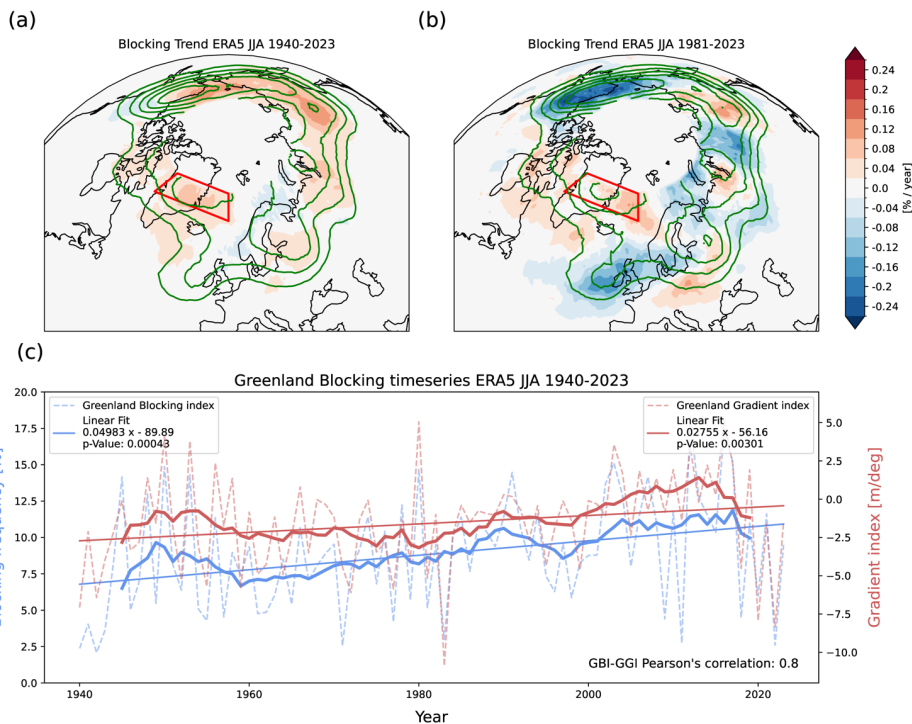 (a)
(b)
Blocking Trend ERA5 JJA 1940-2023
Blocking Trend ERA5 JJA 1981-2023
0.24
0.20
0.16
0.12
0.08
0.04
0.0
-0.04
-0.08
-0.12
-0.16
-0.20
-0.24
[% / year]
(c)
Greenland Blocking timeseries ERA5 JJA 1940-2023
20.0
17.5
15.0
12.5
10.0
7.5
5.0
2.5
0.0
Greenland Blocking index
Linear Fit
0.04983 x - 89.89
p-Value: 0.00043
Greenland Gradient index
Linear Fit
0.02755 x - 56.16
p-Value: 0.00301
5.0
2.5
0.0
−2.5
−5.0
−7.5
−10.0
Gradient index [m/deg]
GBI-GGI Pearson's correlation: 0.8
1940
1960
1980
2000
2020
Year